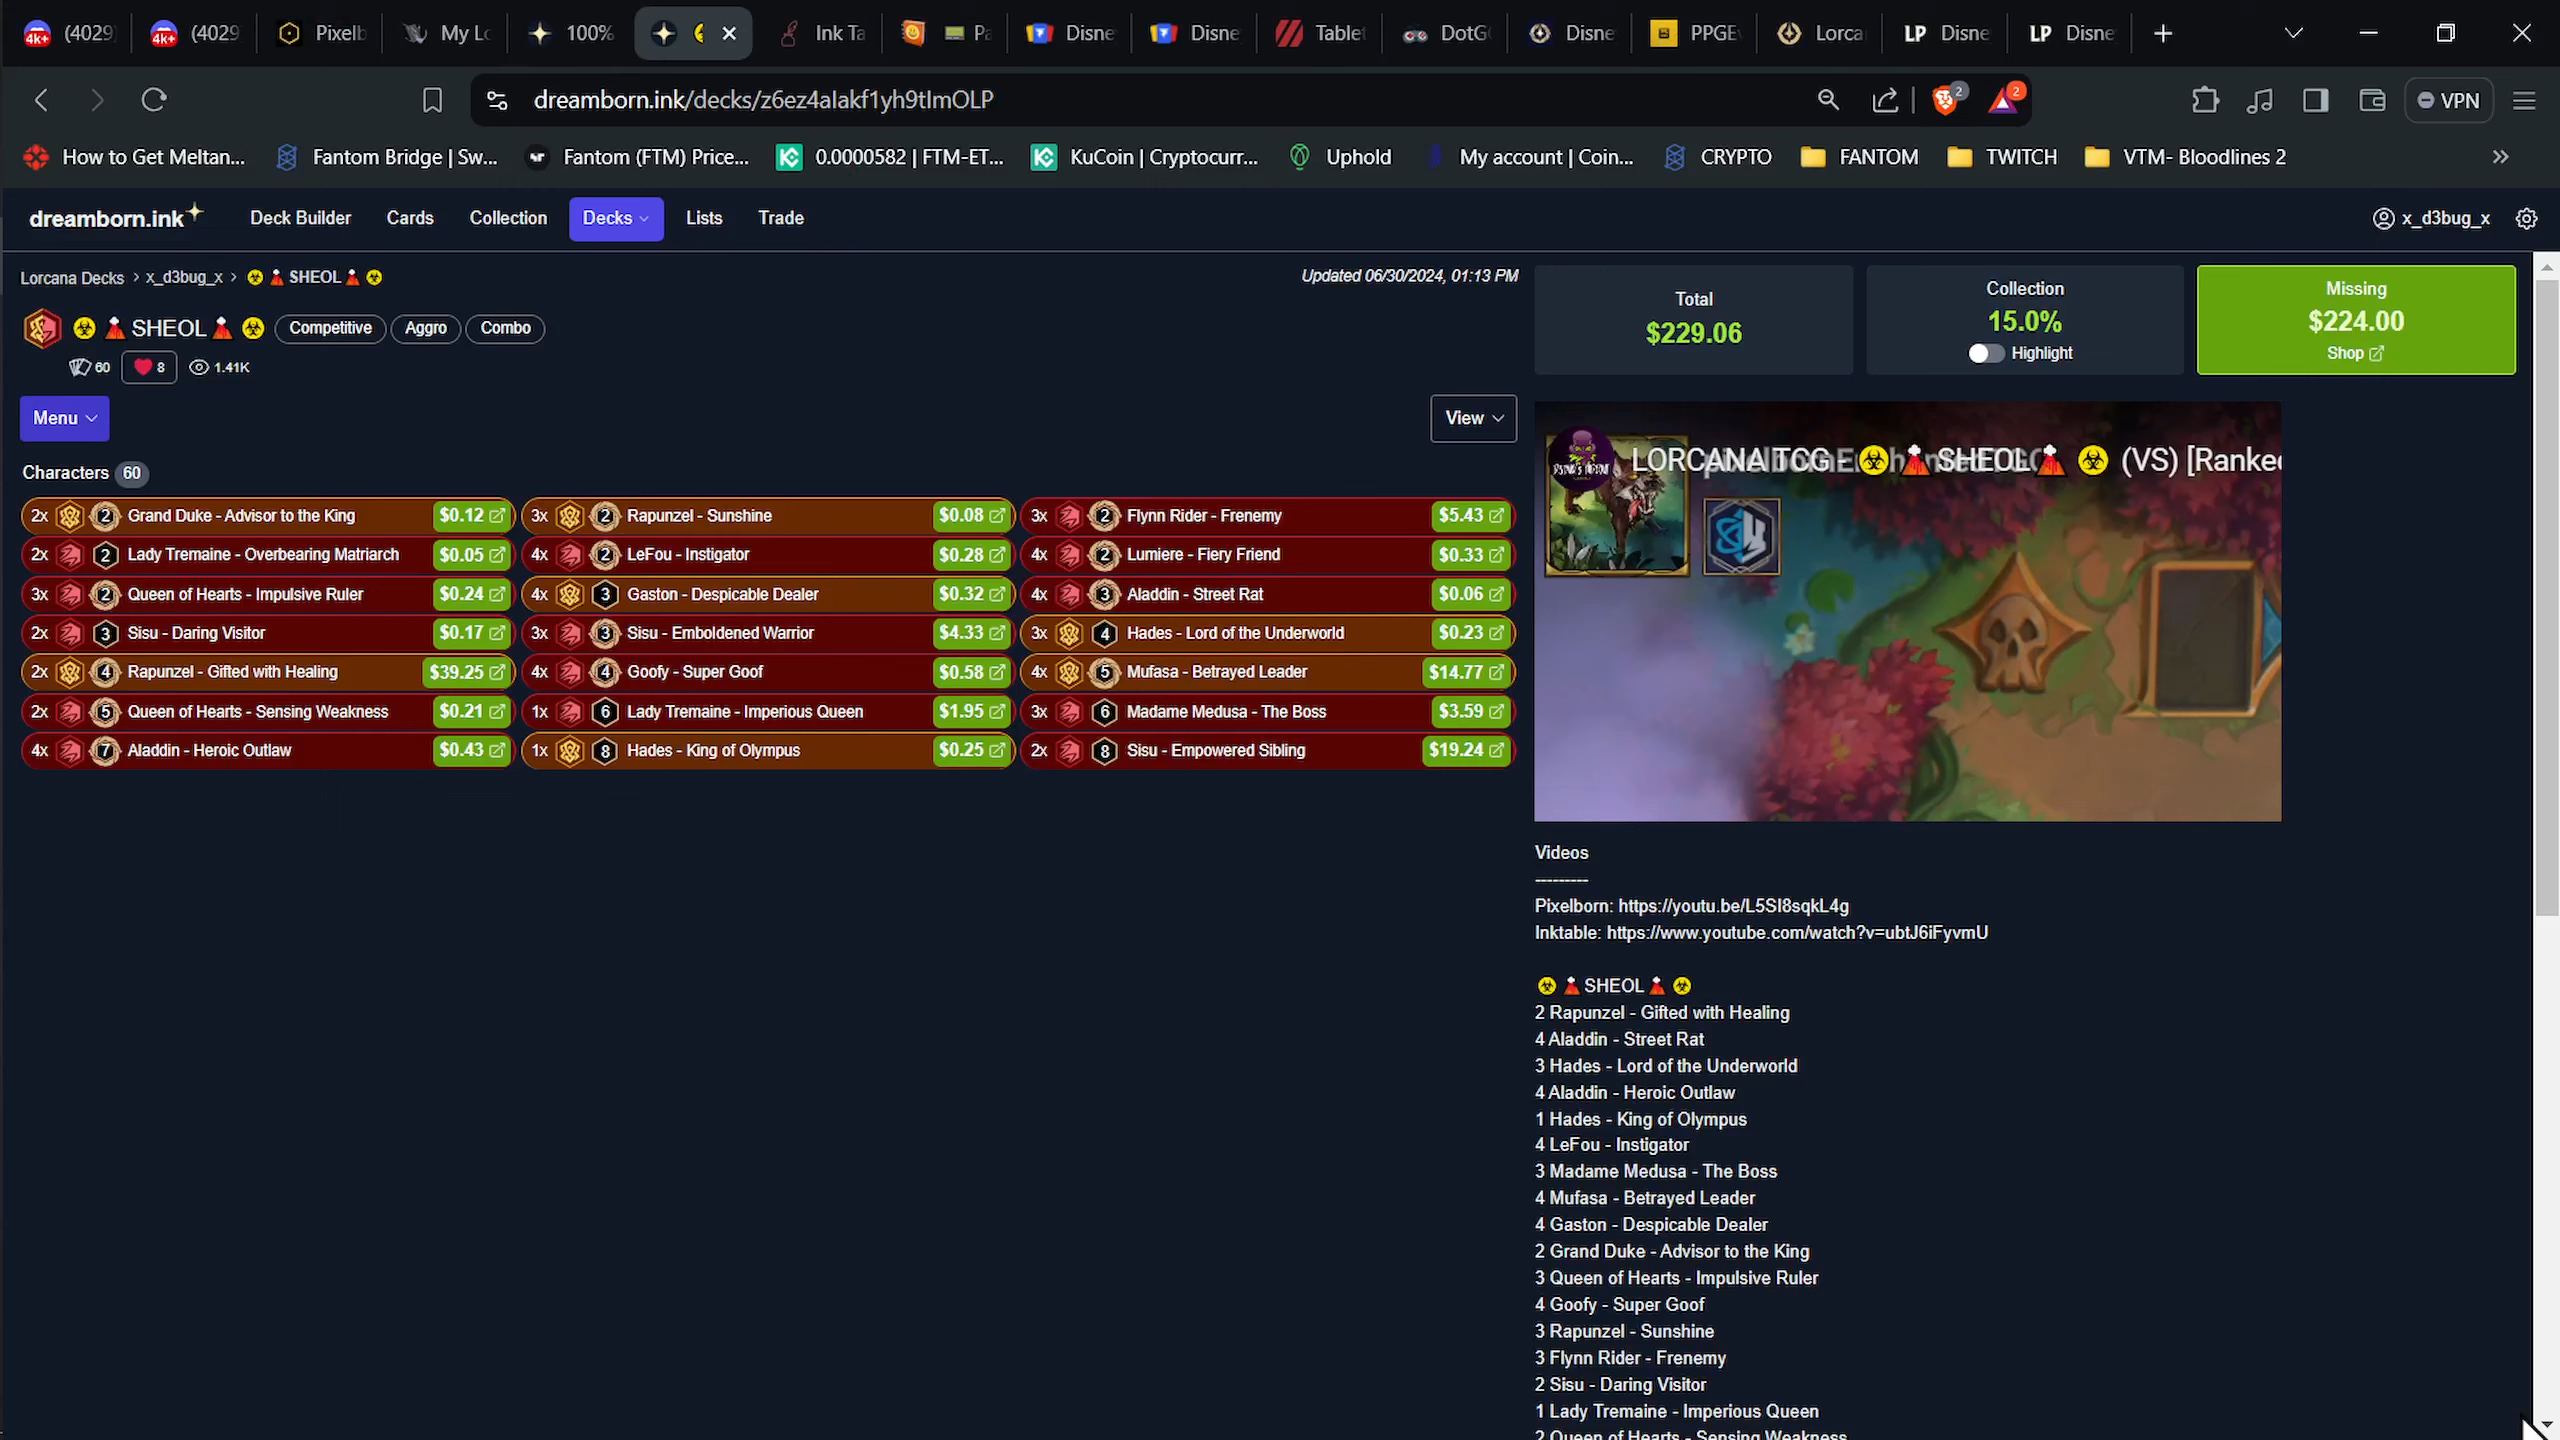 (4029
(4029
Pixelb
My Lo
100%
Ink Ta
Pa
Disne
Disne
Tablet
DotG
Disne
PPGE
Lorca
LP Disne
LP Disne
dreamborn.ink/decks/z6ez4alakf1yh9tlmOLP
2
2
VPN
How to Get Meltan...
Fantom Bridge | Sw...
Fantom (FTM) Price...
0.0000582 | FTM-ET...
KuCoin | Cryptocurr...
Uphold
My account | Coin...
CRYPTO
FANTOM
TWITCH
VTM- Bloodlines 2
dreamborn.ink
Deck Builder
Cards
Collection
Decks
Lists
Trade
x_d3bug_x
Lorcana Decks > x_d3bug_x > ☣️🌋SHEOL🌋☣️
Updated 06/30/2024, 01:13 PM
☣️🌋SHEOL🌋☣️ Competitive Aggro Combo
60 8 1.41K
Total
$229.06
Collection
15.0%
Highlight
Missing
$224.00
Shop
Menu
View
Characters 60
2x 2 Grand Duke - Advisor to the King $0.12
3x 2 Rapunzel - Sunshine $0.08
3x 2 Flynn Rider - Frenemy $5.43
2x 2 Lady Tremaine - Overbearing Matriarch $0.05
4x 2 LeFou - Instigator $0.28
4x 2 Lumiere - Fiery Friend $0.33
3x 2 Queen of Hearts - Impulsive Ruler $0.24
4x 3 Gaston - Despicable Dealer $0.32
4x 3 Aladdin - Street Rat $0.06
2x 3 Sisu - Daring Visitor $0.17
3x 3 Sisu - Emboldened Warrior $4.33
3x 4 Hades - Lord of the Underworld $0.23
2x 4 Rapunzel - Gifted with Healing $39.25
4x 4 Goofy - Super Goof $0.58
4x 5 Mufasa - Betrayed Leader $14.77
2x 5 Queen of Hearts - Sensing Weakness $0.21
1x 6 Lady Tremaine - Imperious Queen $1.95
3x 6 Madame Medusa - The Boss $3.59
4x 7 Aladdin - Heroic Outlaw $0.43
1x 8 Hades - King of Olympus $0.25
2x 8 Sisu - Empowered Sibling $19.24
LORCANA TCG - ☣️🌋SHEOL🌋☣️ (VS) [Ranked
Videos
---------
Pixelborn: https://youtu.be/L5SI8sqkL4g
Inktable: https://www.youtube.com/watch?v=ubtJ6iFyvmU
☣️🌋SHEOL🌋☣️
2 Rapunzel - Gifted with Healing
4 Aladdin - Street Rat
3 Hades - Lord of the Underworld
4 Aladdin - Heroic Outlaw
1 Hades - King of Olympus
4 LeFou - Instigator
3 Madame Medusa - The Boss
4 Mufasa - Betrayed Leader
4 Gaston - Despicable Dealer
2 Grand Duke - Advisor to the King
3 Queen of Hearts - Impulsive Ruler
4 Goofy - Super Goof
3 Rapunzel - Sunshine
3 Flynn Rider - Frenemy
2 Sisu - Daring Visitor
1 Lady Tremaine - Imperious Queen
2 Queen of Hearts - Sensing Weakness